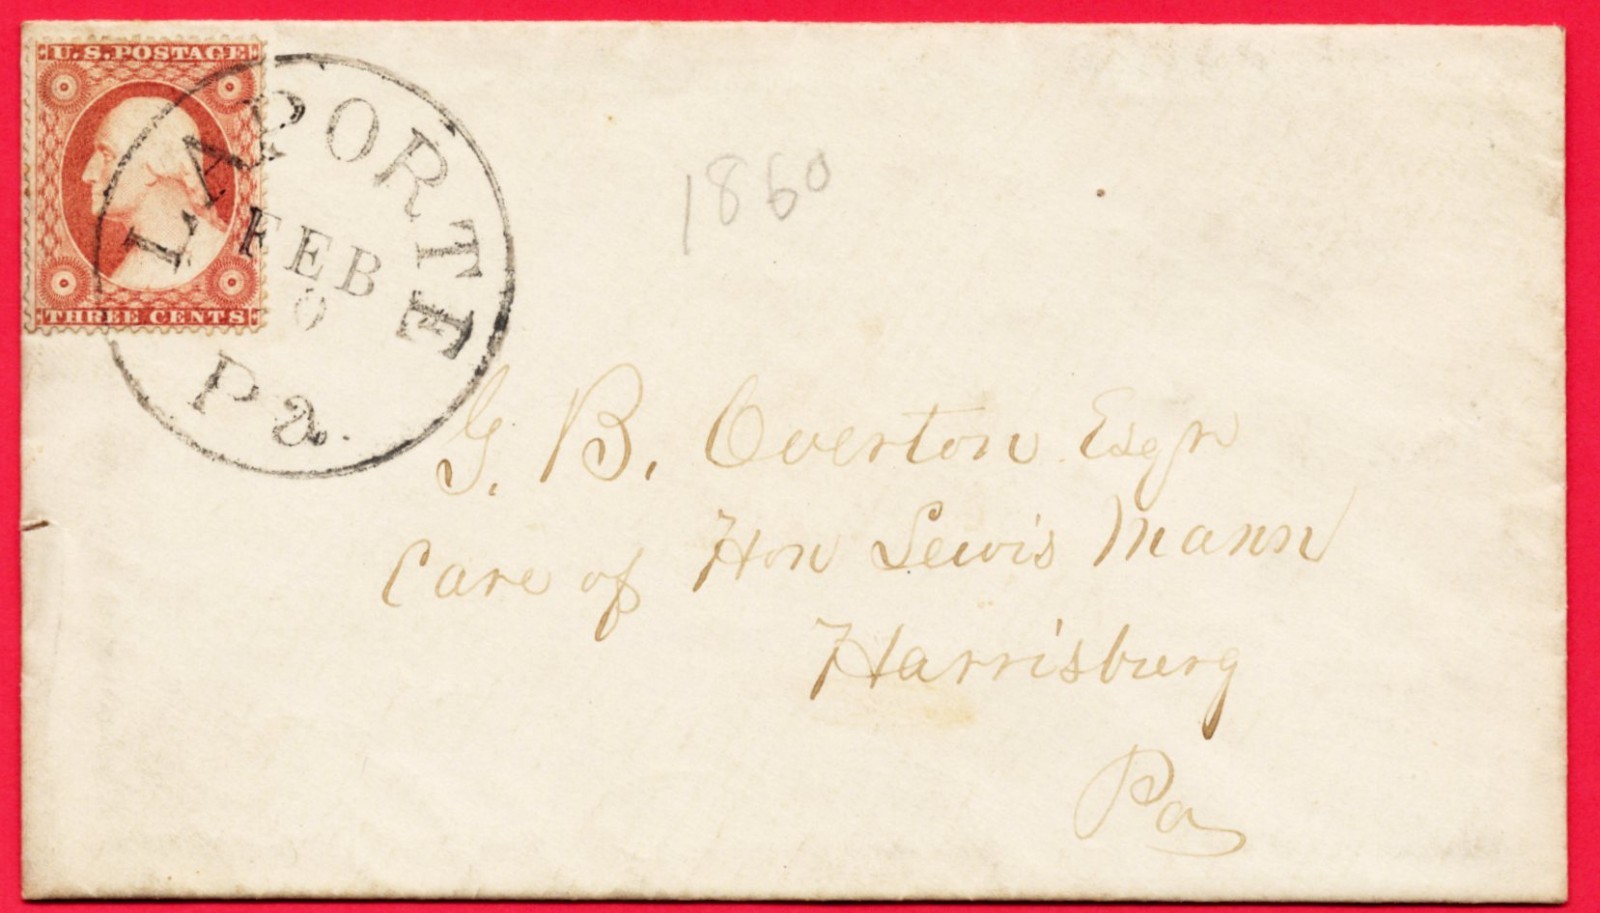 U.S. POSTAGE
THREE CENTS
LAPORTE
FEB
Pa.
1860
G. B. Overton Esqr
Care of Hon Lewis Mann
Harrisburg
Pa